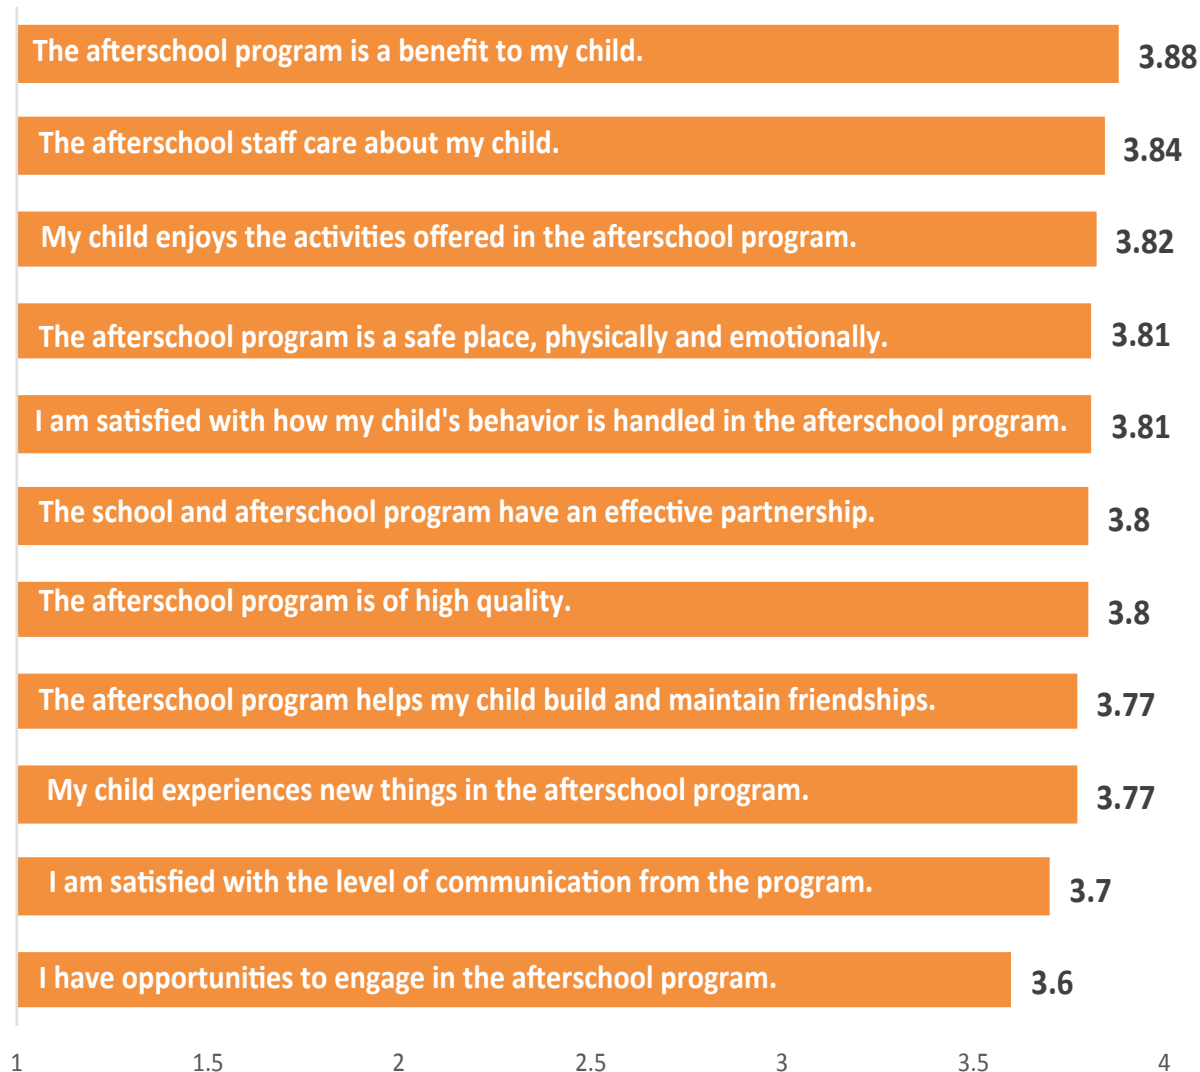 The afterschool program is a benefit to my child. 3.88
The afterschool staff care about my child. 3.84
My child enjoys the activities offered in the afterschool program. 3.82
The afterschool program is a safe place, physically and emotionally. 3.81
I am satisfied with how my child's behavior is handled in the afterschool program. 3.81
The school and afterschool program have an effective partnership. 3.8
The afterschool program is of high quality. 3.8
The afterschool program helps my child build and maintain friendships. 3.77
My child experiences new things in the afterschool program. 3.77
I am satisfied with the level of communication from the program. 3.7
I have opportunities to engage in the afterschool program. 3.6
1 1.5 2 2.5 3 3.5 4